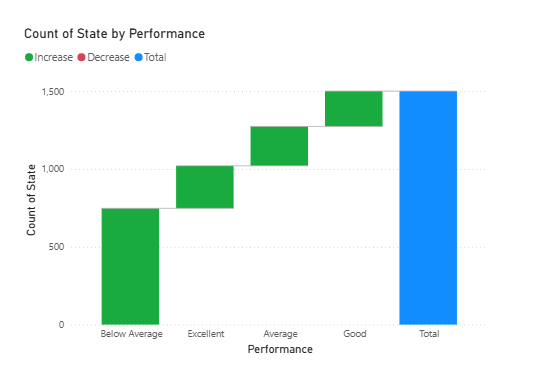 Count of State by Performance
Increase Decrease Total
1,500
1,000
500
0
Count of State
Below Average Excellent Average Good Total
Performance